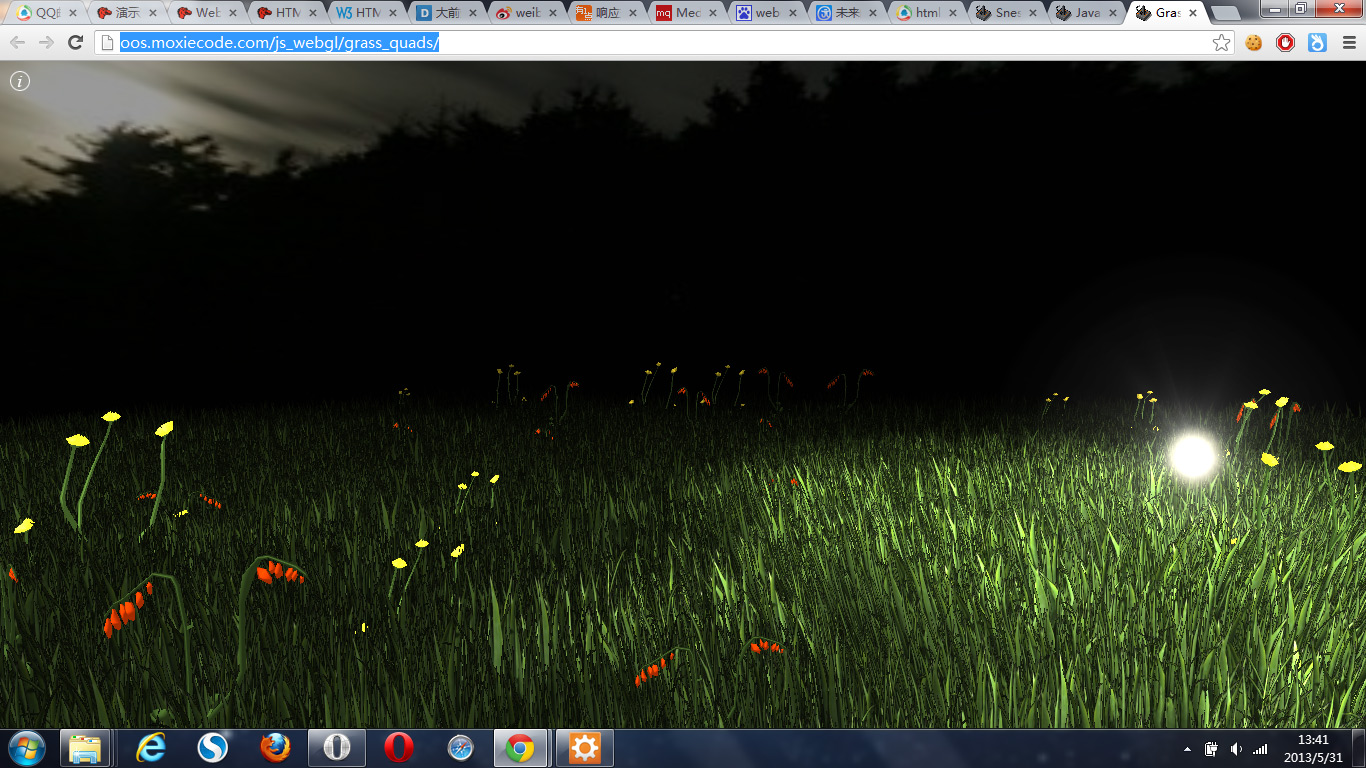 QQ
演示
Web
HTM
HTM
大前
weib
响应
Mec
web
未来
html
Snes
Java
Gras
oos.moxiecode.com/js_webgl/grass_quads/
13:41
2013/5/31